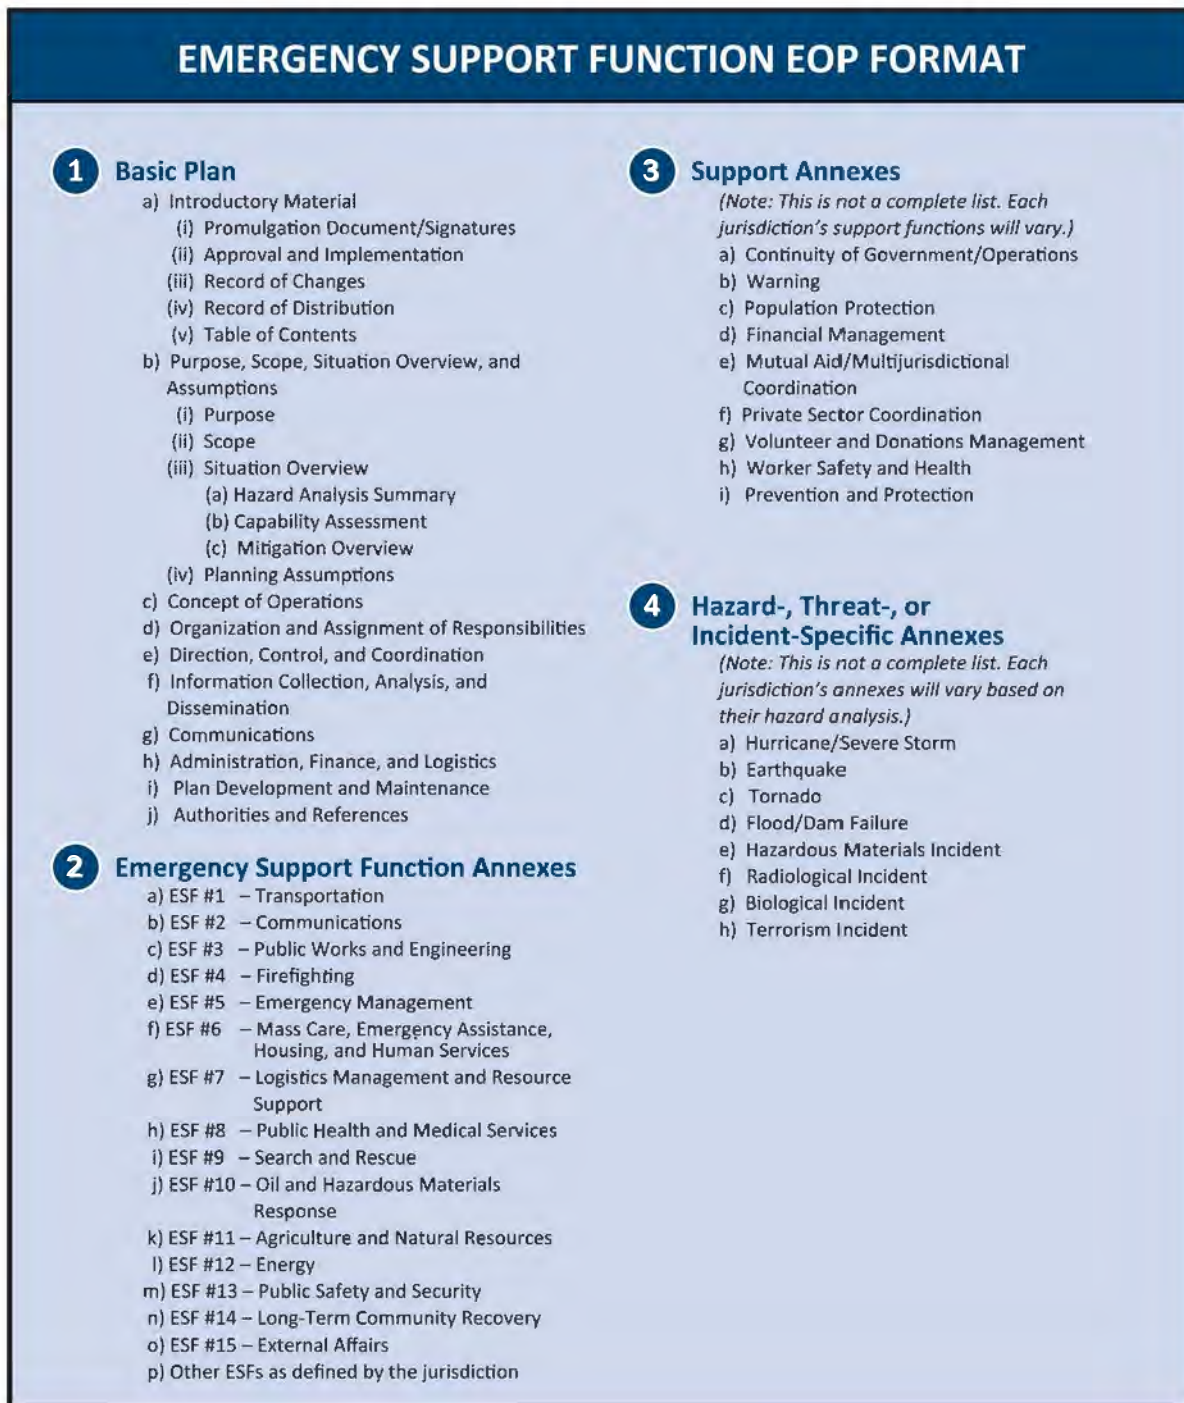 EMERGENCY SUPPORT FUNCTION EOP FORMAT
1 Basic Plan
a) Introductory Material
(i) Promulgation Document/Signatures
(ii) Approval and Implementation
(iii) Record of Changes
(iv) Record of Distribution
(v) Table of Contents
b) Purpose, Scope, Situation Overview, and
Assumptions
(i) Purpose
(ii) Scope
(iii) Situation Overview
(a) Hazard Analysis Summary
(b) Capability Assessment
(c) Mitigation Overview
(iv) Planning Assumptions
c) Concept of Operations
d) Organization and Assignment of Responsibilities
e) Direction, Control, and Coordination
f) Information Collection, Analysis, and
Dissemination
g) Communications
h) Administration, Finance, and Logistics
i) Plan Development and Maintenance
j) Authorities and References
2 Emergency Support Function Annexes
a) ESF #1 – Transportation
b) ESF #2 – Communications
c) ESF #3 – Public Works and Engineering
d) ESF #4 – Firefighting
e) ESF #5 – Emergency Management
f) ESF #6 – Mass Care, Emergency Assistance,
Housing, and Human Services
g) ESF #7 – Logistics Management and Resource
Support
h) ESF #8 – Public Health and Medical Services
i) ESF #9 – Search and Rescue
j) ESF #10 – Oil and Hazardous Materials
Response
k) ESF #11 – Agriculture and Natural Resources
l) ESF #12 – Energy
m) ESF #13 – Public Safety and Security
n) ESF #14 – Long-Term Community Recovery
o) ESF #15 – External Affairs
p) Other ESFs as defined by the jurisdiction
3 Support Annexes
(Note: This is not a complete list. Each
jurisdiction's support functions will vary.)
a) Continuity of Government/Operations
b) Warning
c) Population Protection
d) Financial Management
e) Mutual Aid/Multijurisdictional
Coordination
f) Private Sector Coordination
g) Volunteer and Donations Management
h) Worker Safety and Health
i) Prevention and Protection
4 Hazard-, Threat-, or
Incident-Specific Annexes
(Note: This is not a complete list. Each
jurisdiction's annexes will vary based on
their hazard analysis.)
a) Hurricane/Severe Storm
b) Earthquake
c) Tornado
d) Flood/Dam Failure
e) Hazardous Materials Incident
f) Radiological Incident
g) Biological Incident
h) Terrorism Incident